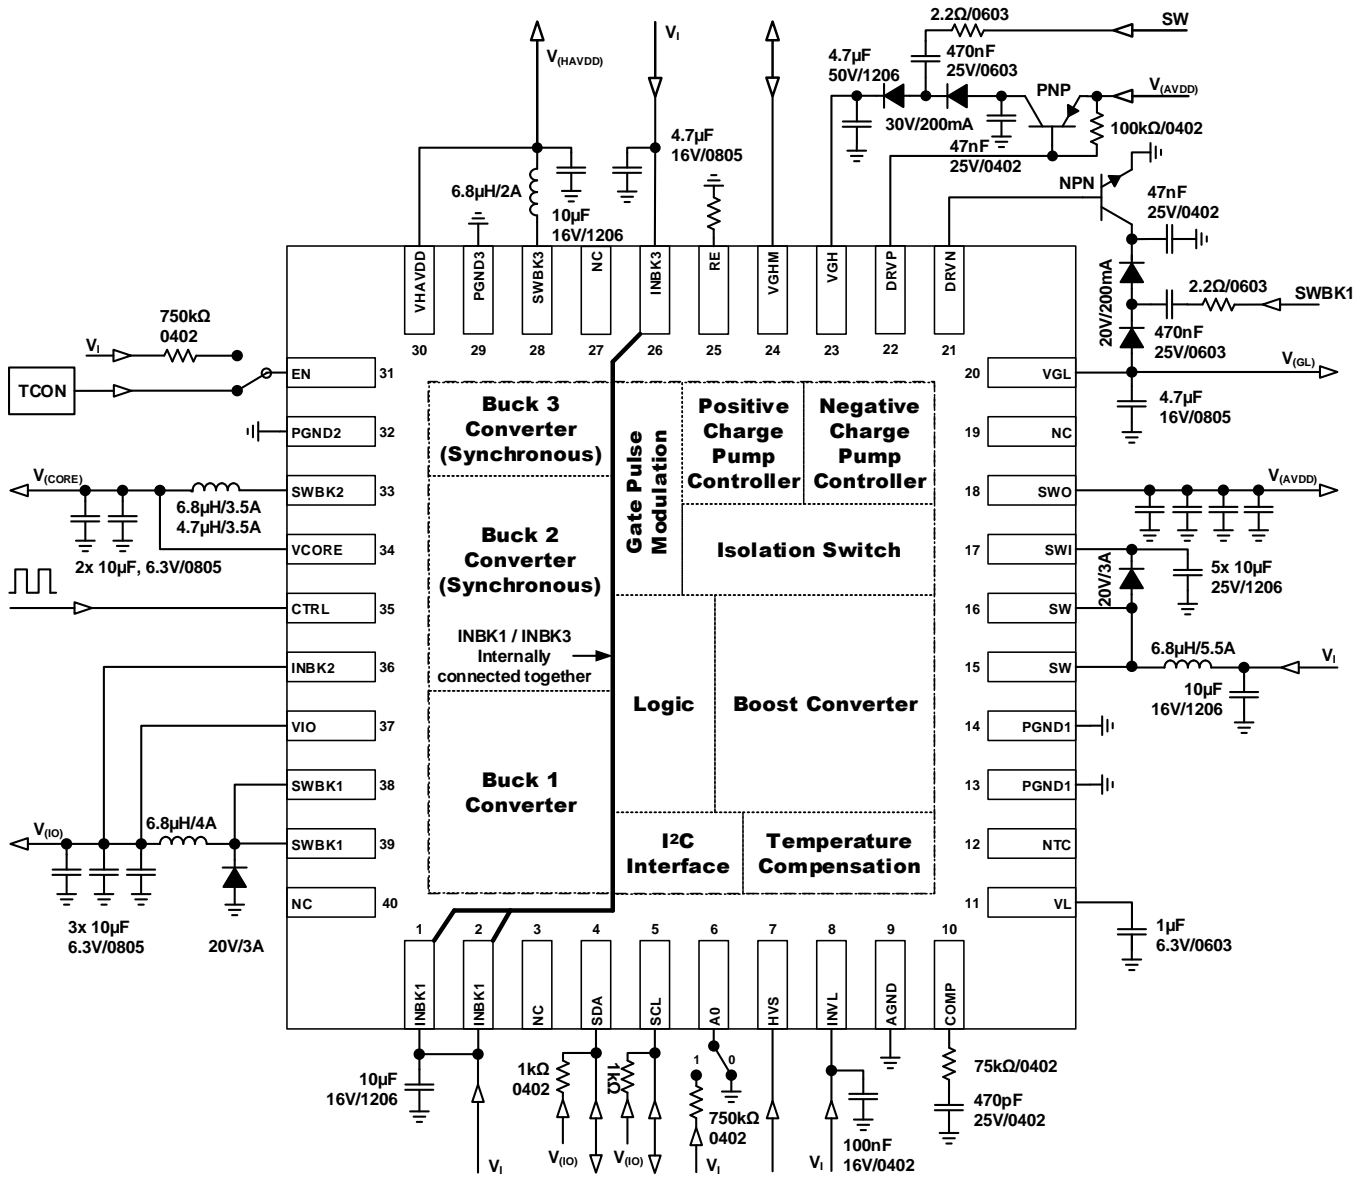 2.2Ω/0603
SW
V(HAVDD)
VI
4.7µF
50V/1206
470nF
25V/0603
PNP
V(AVDD)
30V/200mA
100kΩ/0402
47nF
25V/0402
4.7µF
16V/0805
6.8µH/2A
10µF
16V/1206
NPN
47nF
25V/0402
20V/200mA
2.2Ω/0603
SWBK1
470nF
25V/0603
VHAVDD
PGND3
SWBK3
NC
INBK3
RE
VGHM
VGH
DRVP
DRVN
30
29
28
27
26
25
24
23
22
21
750kΩ
0402
VI
TCON
EN
31
PGND2
32
V(CORE)
SWBK2
33
6.8µH/3.5A
4.7µH/3.5A
VCORE
34
2x 10µF, 6.3V/0805
CTRL
35
INBK2
36
VIO
37
SWBK1
38
V(IO)
6.8µH/4A
SWBK1
39
NC
40
3x 10µF
6.3V/0805
20V/3A
Buck 3
Converter
(Synchronous)
Buck 2
Converter
(Synchronous)
INBK1 / INBK3
Internally
connected together
Buck 1
Converter
Gate Pulse
Modulation
Positive
Charge
Pump
Controller
Negative
Charge
Pump
Controller
Isolation Switch
Logic
Boost Converter
I²C
Interface
Temperature
Compensation
20
VGL
V(GL)
4.7µF
16V/0805
19
NC
18
SWO
V(AVDD)
17
SWI
20V/3A
5x 10µF
25V/1206
16
SW
15
SW
6.8µH/5.5A
VI
10µF
16V/1206
14
PGND1
13
PGND1
12
NTC
11
VL
1µF
6.3V/0603
1
2
3
4
5
6
7
8
9
10
INBK1
INBK1
NC
SDA
SCL
A0
HVS
INVL
AGND
COMP
10µF
16V/1206
VI
1kΩ
0402
V(IO)
1kΩ
V(IO)
1
0
750kΩ
0402
VI
VI
100nF
16V/0402
75kΩ/0402
470pF
25V/0402